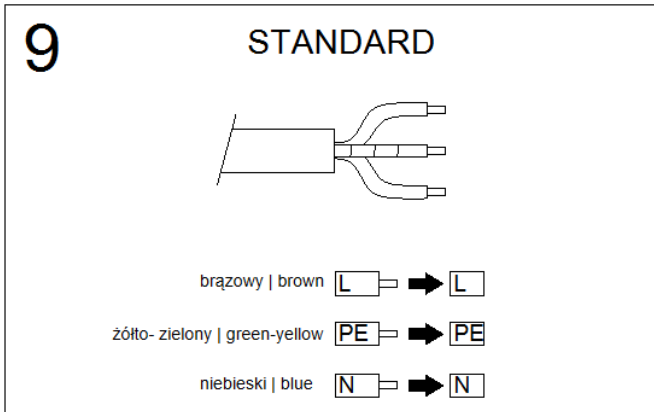 9 STANDARD
brązowy | brown L L
żółto- zielony | green-yellow PE PE
niebieski | blue N N